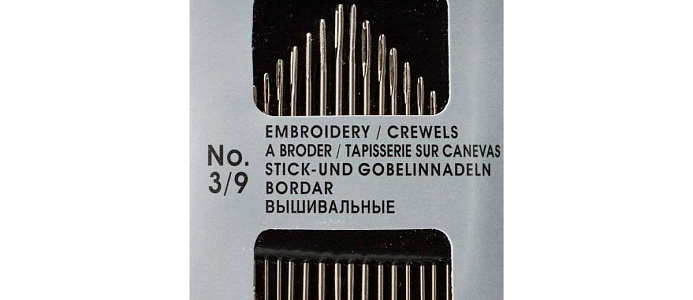 No.
3/9
EMBROIDERY / CREWELS
A BRODER / TAPISSERIE SUR CANEVAS
STICK-UND GOBELINNADELN
BORDAR
ВЫШИВАЛЬНЫЕ